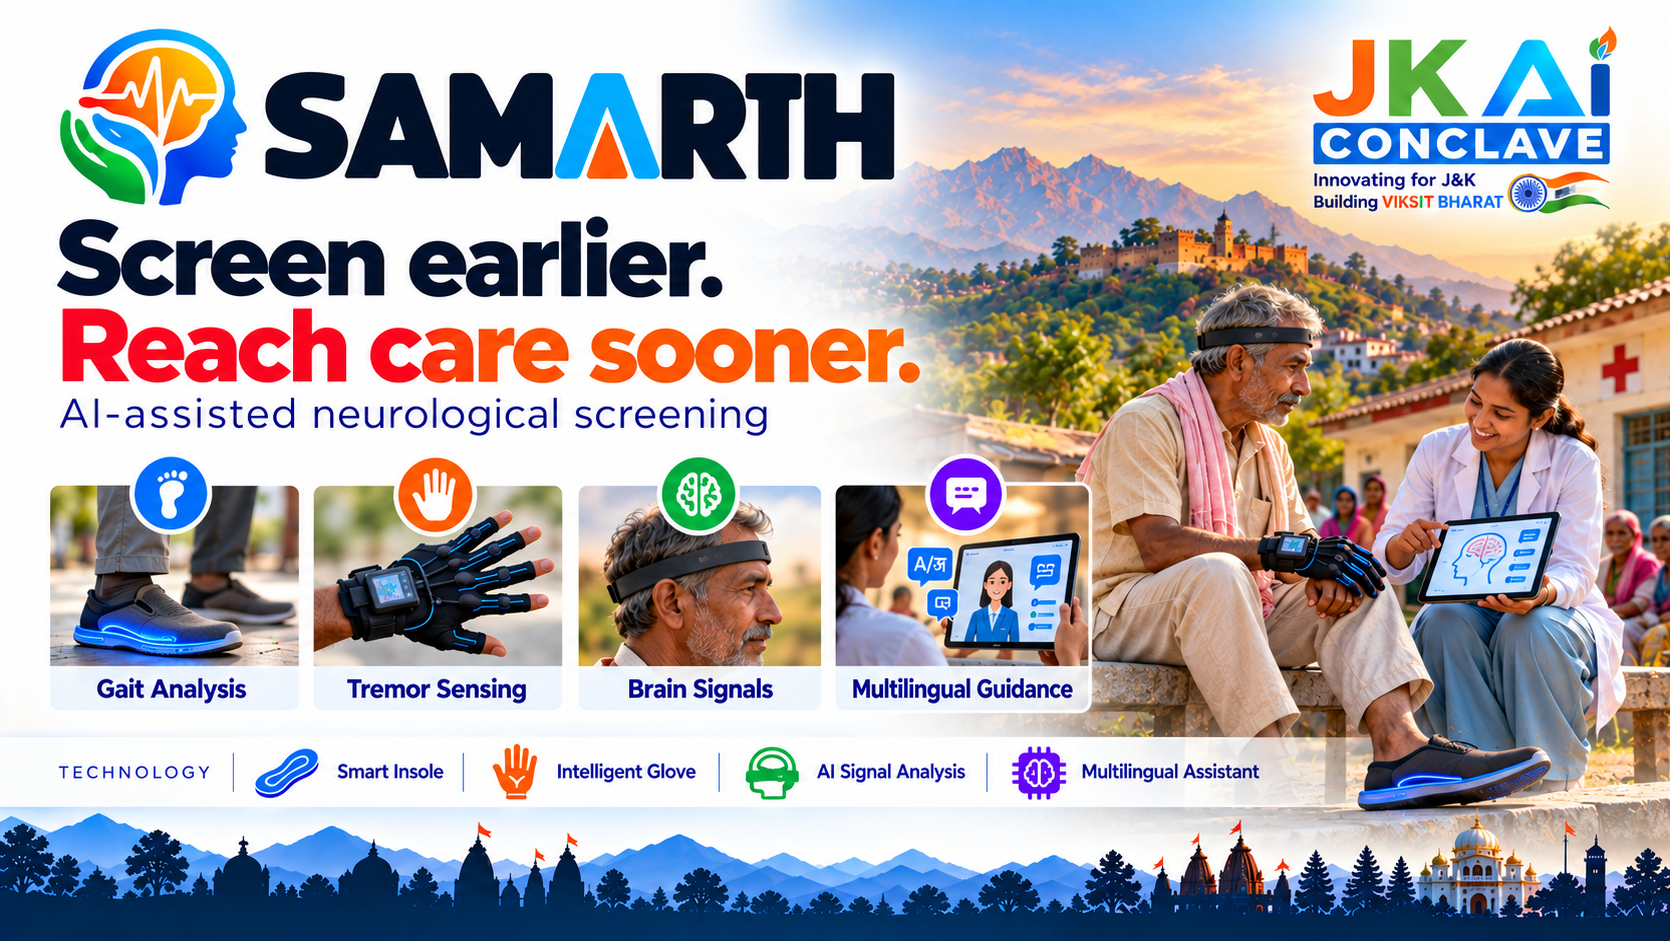 SAMARTH
Screen earlier.
Reach care sooner.
AI-assisted neurological screening
JK Ai
CONCLAVE
Innovating for J&K
Building VIKSIT BHARAT
A/अ
Gait Analysis
Tremor Sensing
Brain Signals
Multilingual Guidance
TECHNOLOGY
Smart Insole
Intelligent Glove
AI Signal Analysis
Multilingual Assistant